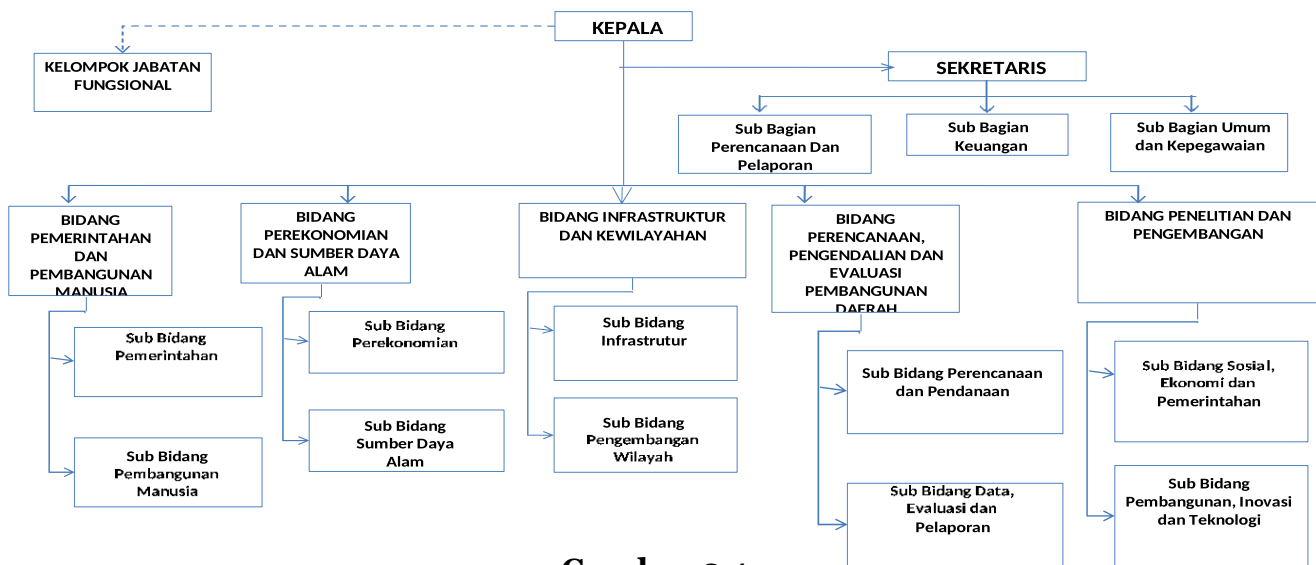 KEPALA
KELOMPOK JABATAN
FUNGSIONAL
SEKRETARIS
Sub Bagian
Perencanaan Dan
Pelaporan
Sub Bagian
Keuangan
Sub Bagian Umum
dan Kepegawaian
BIDANG
PEMERINTAHAN
DAN
PEMBANGUNAN
MANUSIA
BIDANG
PEREKONOMIAN
DAN SUMBER DAYA
ALAM
BIDANG INFRASTRUKTUR
DAN KEWILAYAHAN
BIDANG
PERENCANAAN,
PENGENDALIAN DAN
EVALUASI
PEMBANGUNAN
DAERAH
BIDANG PENELITIAN DAN
PENGEMBANGAN
Sub Bidang
Pemerintahan
Sub Bidang
Pembangunan
Manusia
Sub Bidang
Perekonomian
Sub Bidang
Sumber Daya
Alam
Sub Bidang
Infrastrutur
Sub Bidang
Pengembangan
Wilayah
Sub Bidang Perencanaan
dan Pendanaan
Sub Bidang Data,
Evaluasi dan
Pelaporan
Sub Bidang Sosial,
Ekonomi dan
Pemerintahan
Sub Bidang
Pembangunan, Inovasi
dan Teknologi